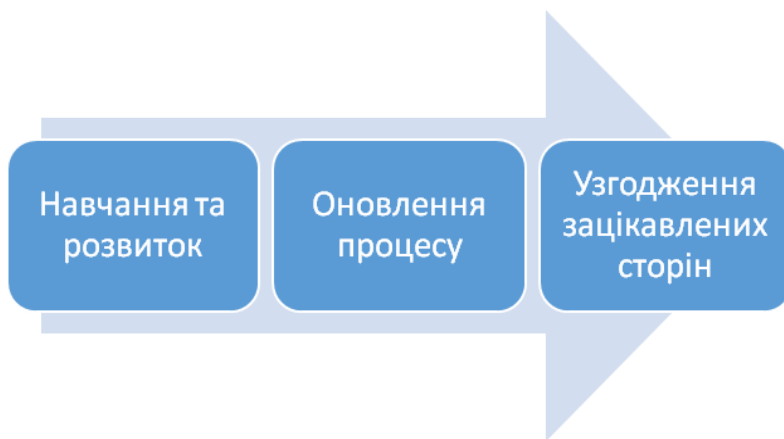 Навчання та
розвиток
Оновлення
процесу
Узгодження
зацікавлених
сторін